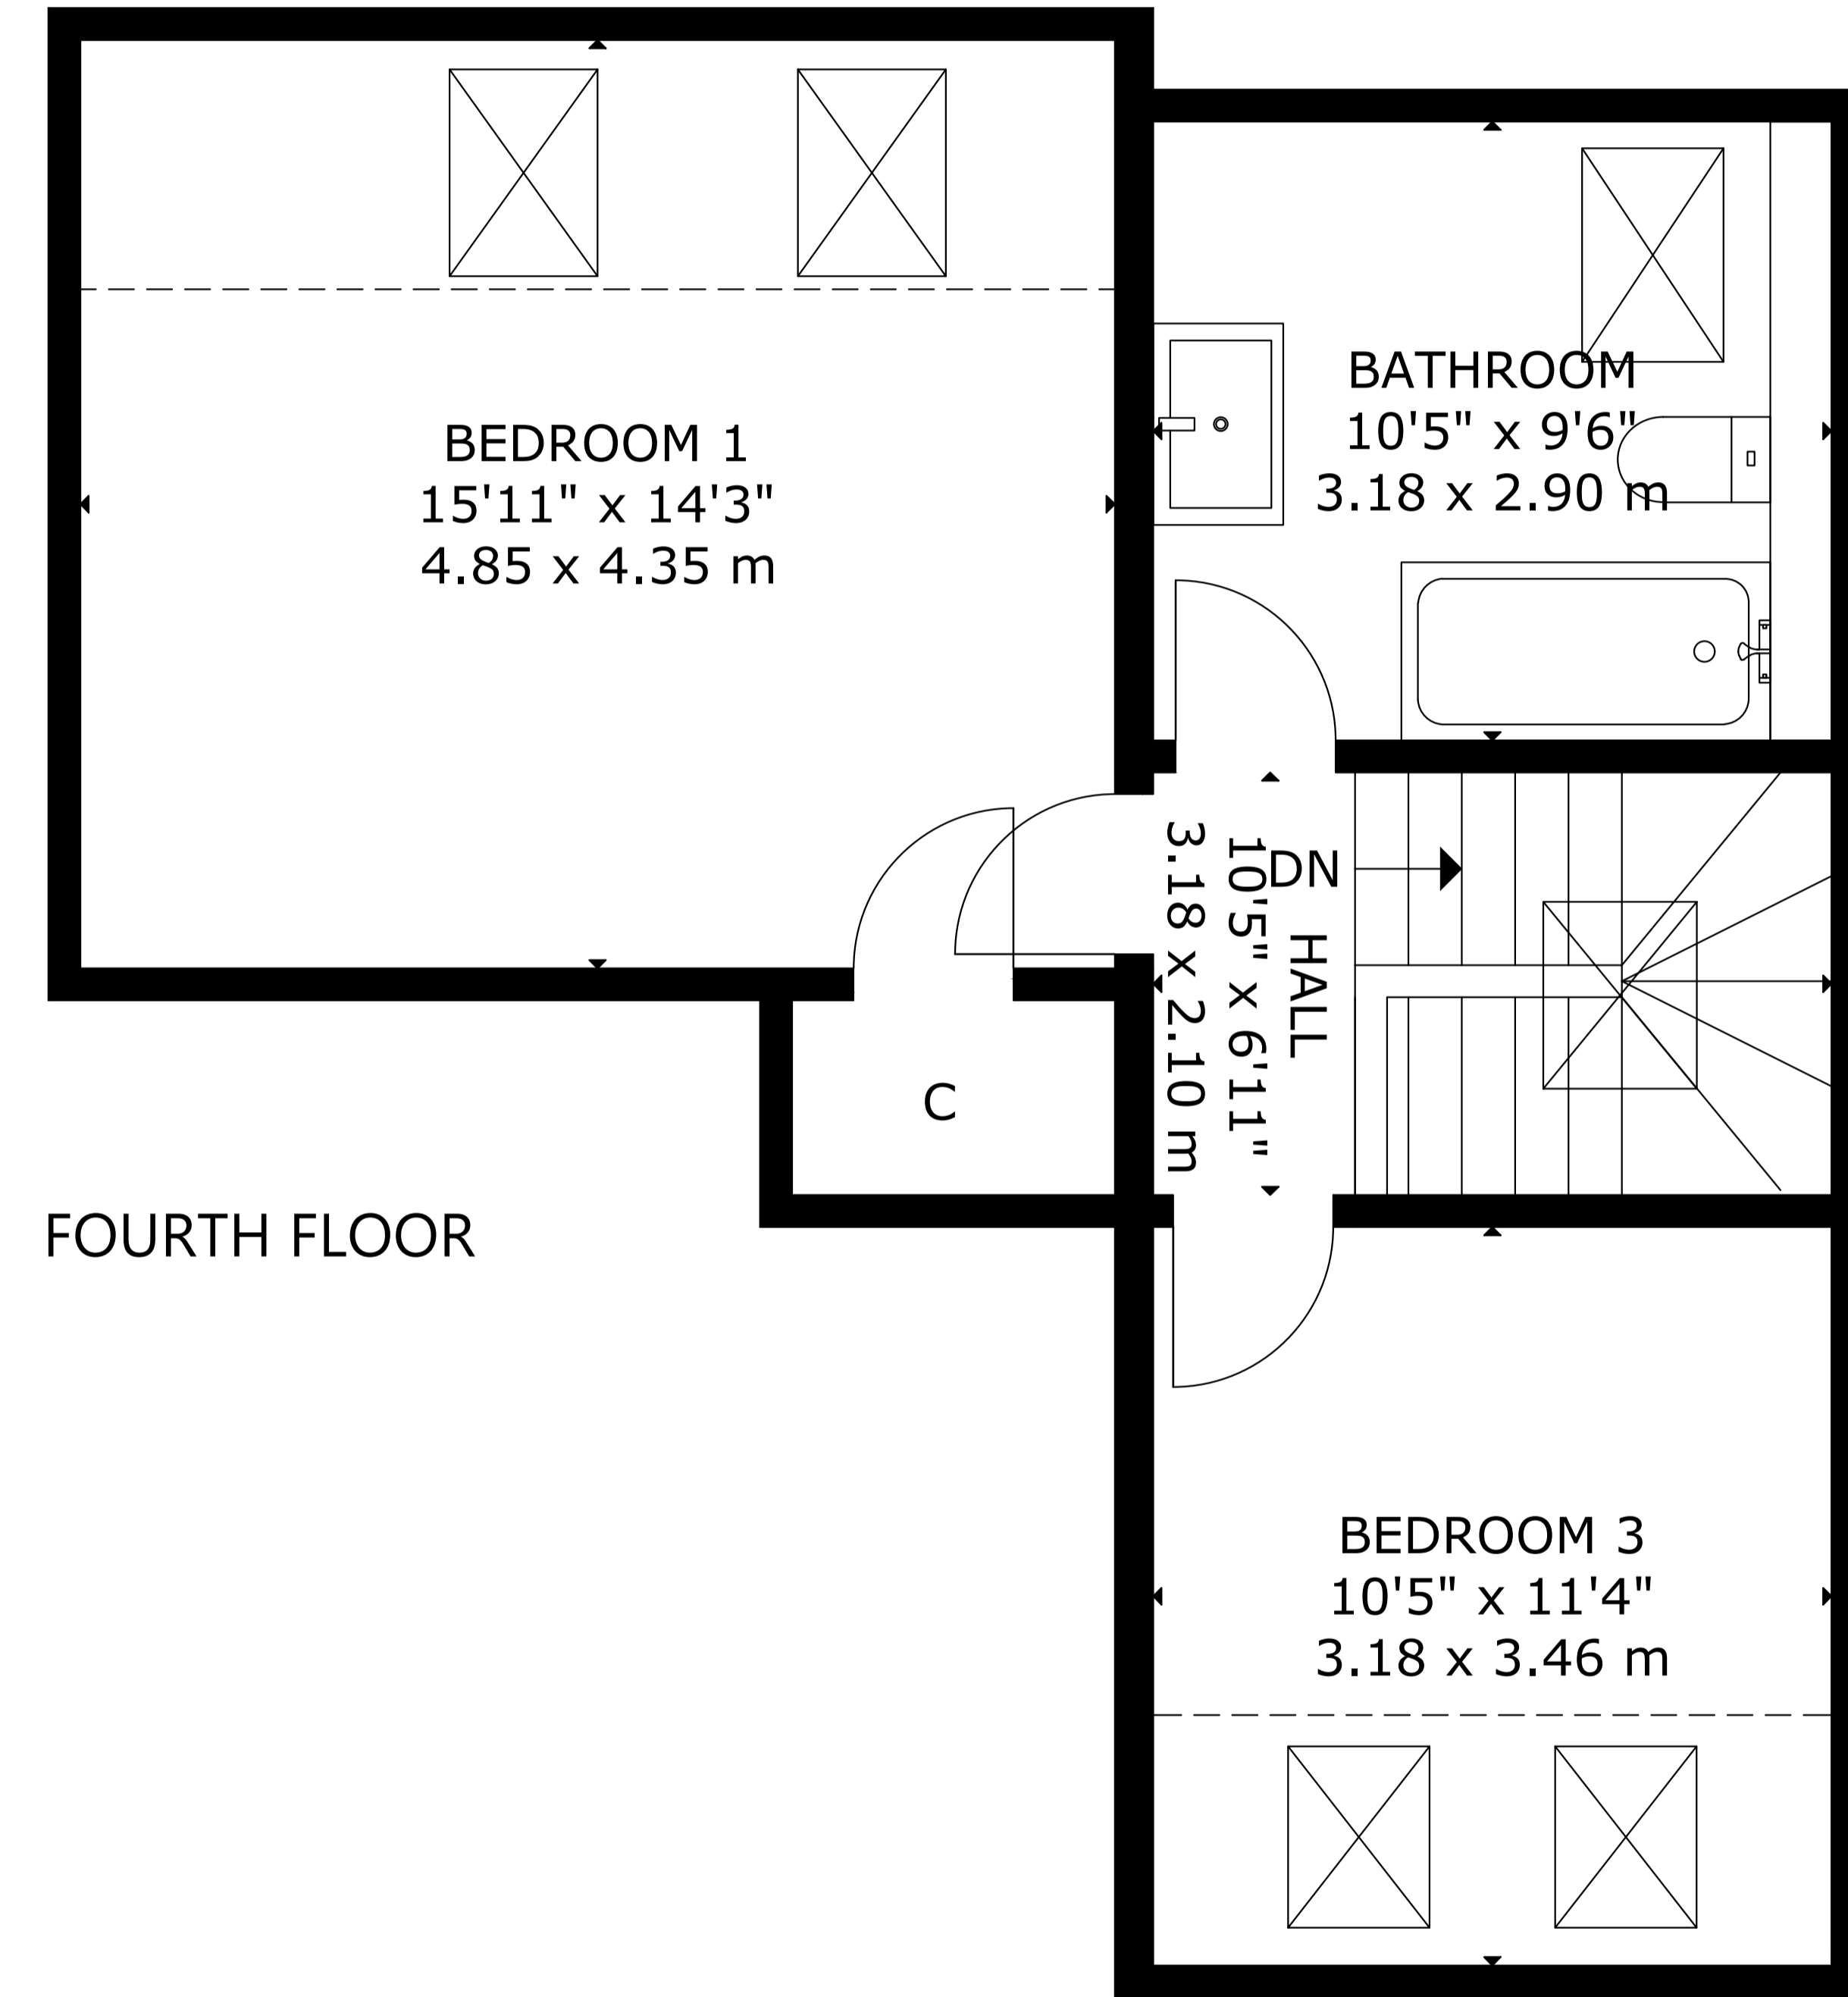 BEDROOM 1
15'11" x 14'3"
4.85 x 4.35 m
BATHROOM
10'5" x 9'6"
3.18 x 2.90 m
DN
HALL
10'5" x 6'11"
3.18 x 2.10 m
C
FOURTH FLOOR
BEDROOM 3
10'5" x 11'4"
3.18 x 3.46 m